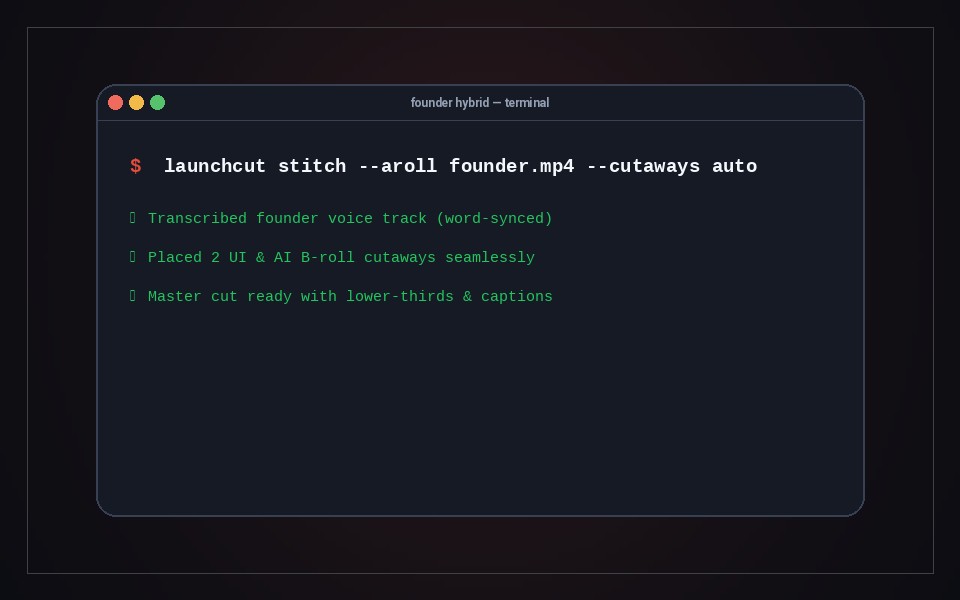 founder hybrid — terminal
$ launchcut stitch --aroll founder.mp4 --cutaways auto
Transcribed founder voice track (word-synced)
Placed 2 UI & AI B-roll cutaways seamlessly
Master cut ready with lower-thirds & captions